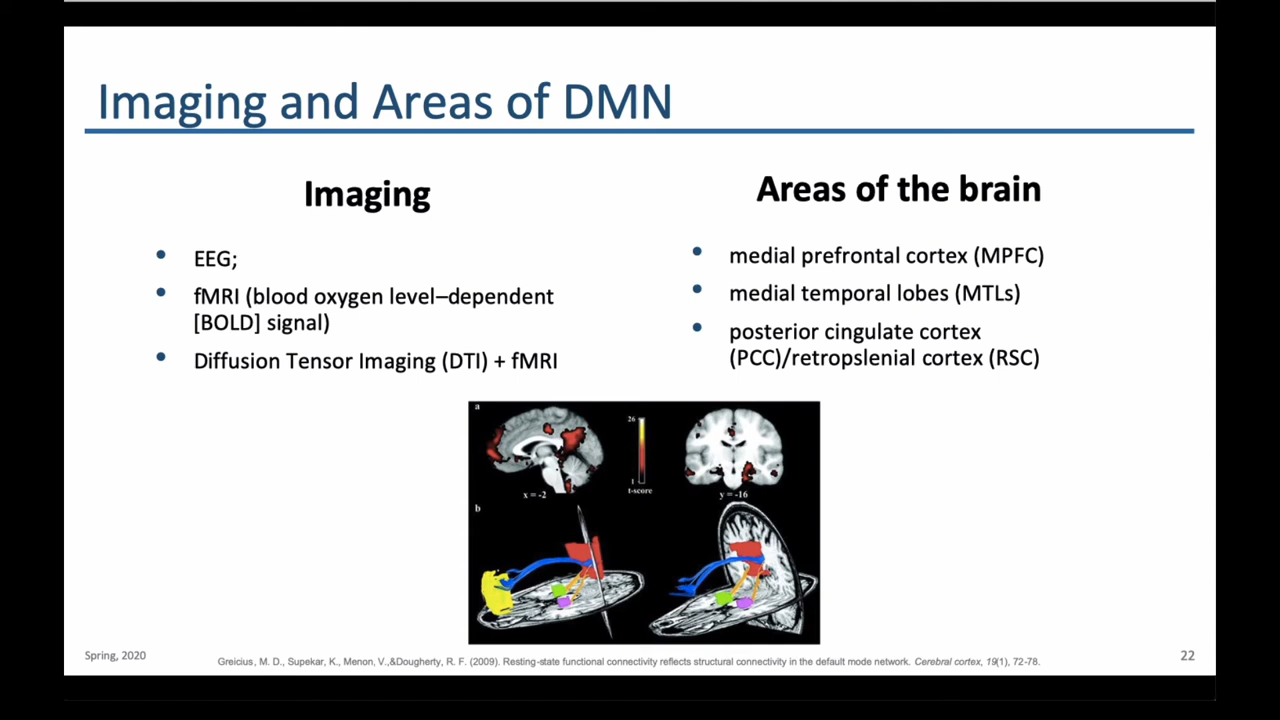 Imaging and Areas of DMN
Imaging
EEG;
fMRI (blood oxygen level–dependent
[BOLD] signal)
Diffusion Tensor Imaging (DTI) + fMRI
Areas of the brain
medial prefrontal cortex (MPFC)
medial temporal lobes (MTLs)
posterior cingulate cortex
(PCC)/retropslenial cortex (RSC)
a
26
1
t-score
x = -2
y = -16
b
Spring, 2020
Greicius, M. D., Supekar, K., Menon, V.,&Dougherty, R. F. (2009). Resting-state functional connectivity reflects structural connectivity in the default mode network. Cerebral cortex, 19(1), 72-78.
22